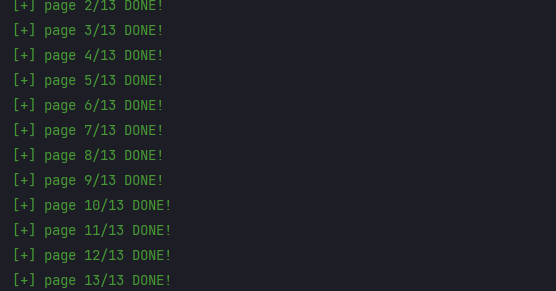 [+] page 2/13 DONE!
[+] page 3/13 DONE!
[+] page 4/13 DONE!
[+] page 5/13 DONE!
[+] page 6/13 DONE!
[+] page 7/13 DONE!
[+] page 8/13 DONE!
[+] page 9/13 DONE!
[+] page 10/13 DONE!
[+] page 11/13 DONE!
[+] page 12/13 DONE!
[+] page 13/13 DONE!